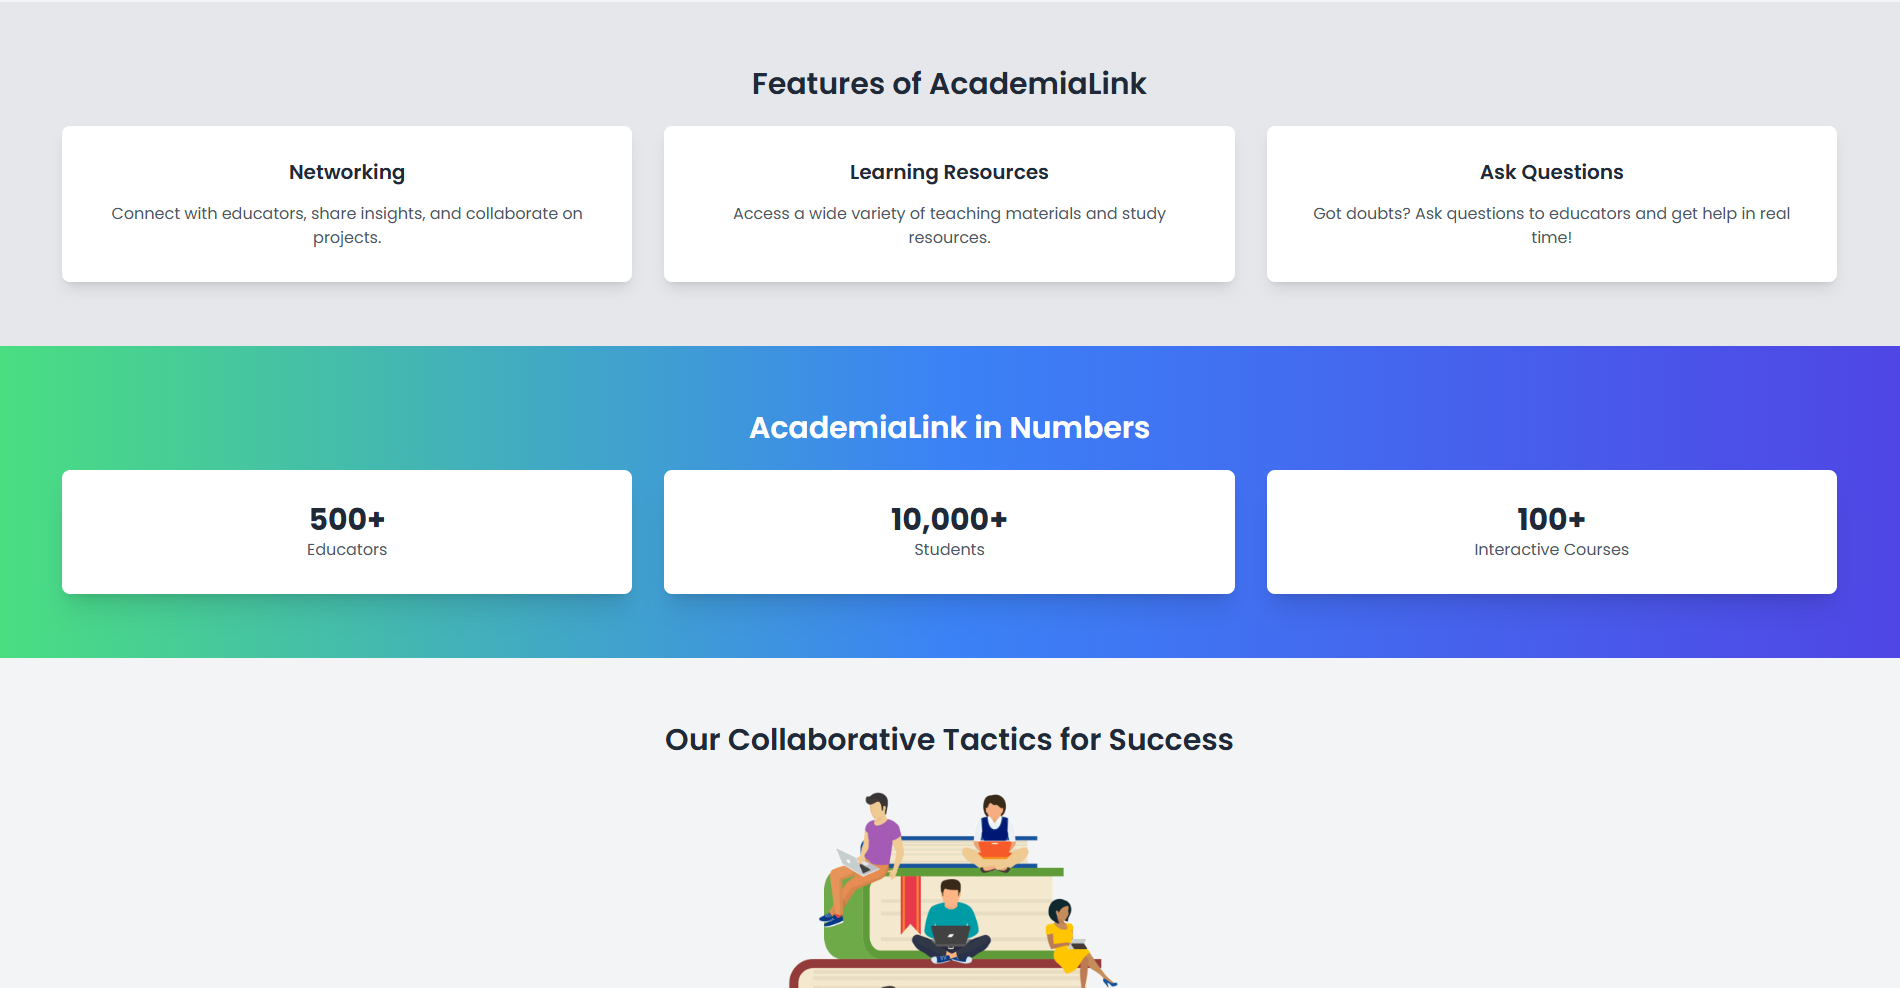 Features of AcademiaLink
Networking
Connect with educators, share insights, and collaborate on
projects.
Learning Resources
Access a wide variety of teaching materials and study
resources.
Ask Questions
Got doubts? Ask questions to educators and get help in real
time!
AcademiaLink in Numbers
500+
Educators
10,000+
Students
100+
Interactive Courses
Our Collaborative Tactics for Success